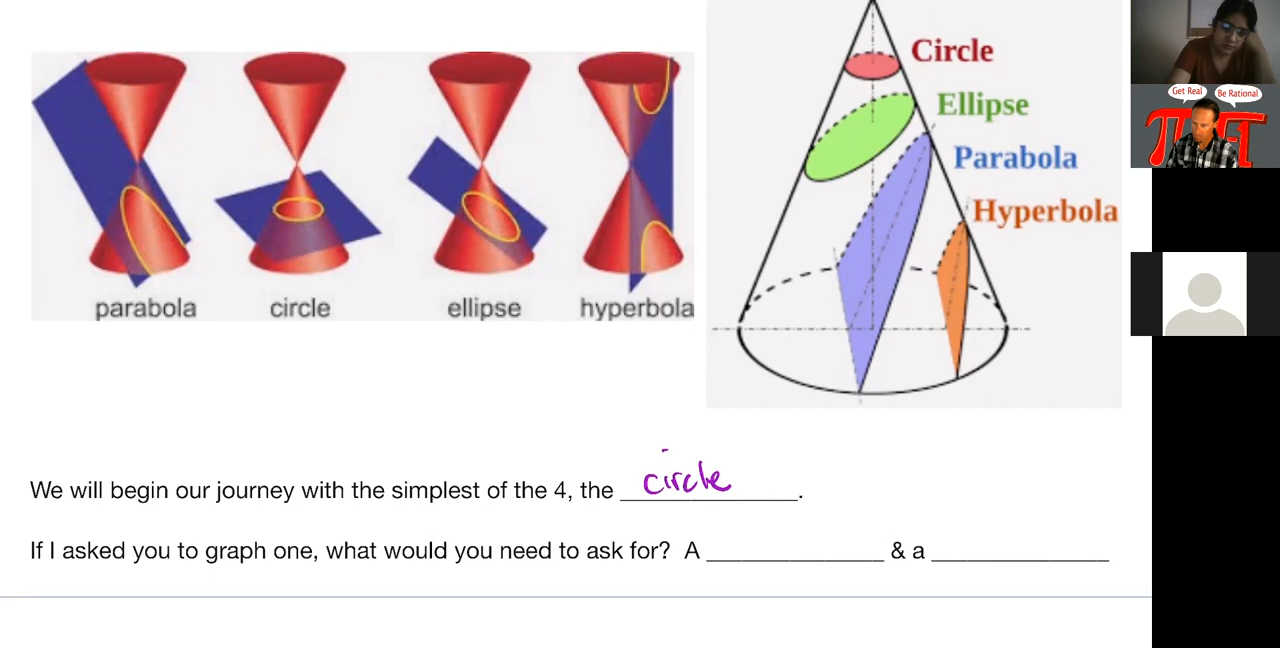 parabola
circle
ellipse
hyperbola
Circle
Ellipse
Parabola
Hyperbola
Get Real
Be Rational
We will begin our journey with the simplest of the 4, the circle.
If I asked you to graph one, what would you need to ask for? A ____________ & a ____________